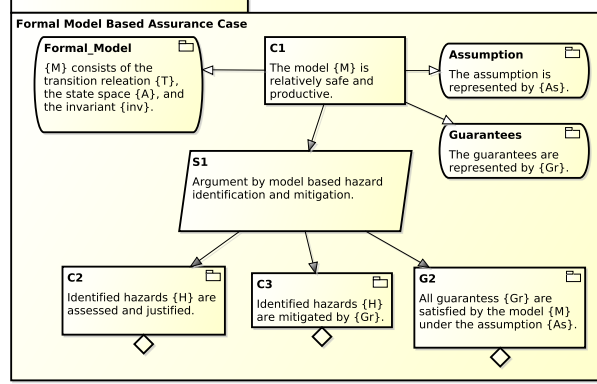 Formal Model Based Assurance Case
Formal_Model
{M} consists of the
transition releation {T},
the state space {A}, and
the invariant {inv}.
C1
The model {M} is
relatively safe and
productive.
Assumption
The assumption is
represented by {As}.
Guarantees
The guarantees are
represented by {Gr}.
S1
Argument by model based hazard
identification and mitigation.
C2
Identified hazards {H} are
assessed and justified.
C3
Identified hazards {H}
are mitigated by {Gr}.
G2
All guarantess {Gr} are
satisfied by the model {M}
under the assumption {As}.